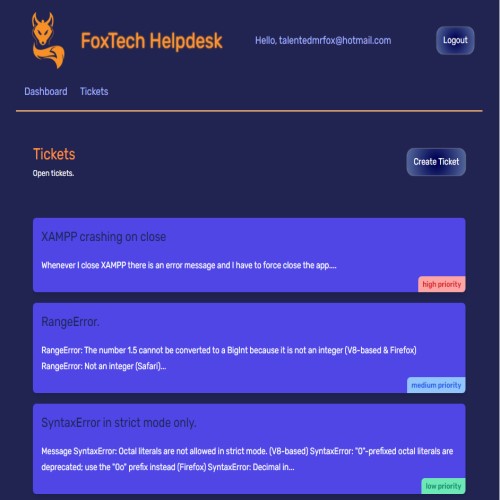 FoxTech Helpdesk
Hello, talentedmrfox@hotmail.com
Logout
Dashboard
Tickets
Tickets
Open tickets.
Create Ticket
XAMPP crashing on close
Whenever I close XAMPP there is an error message and I have to force close the app....
high priority
RangeError.
RangeError: The number 1.5 cannot be converted to a BigInt because it is not an integer (V8-based & Firefox)
RangeError: Not an integer (Safari)...
medium priority
SyntaxError in strict mode only.
Message SyntaxError: Octal literals are not allowed in strict mode. (V8-based) SyntaxError: "0"-prefixed octal literals are
deprecated; use the "0o" prefix instead (Firefox) SyntaxError: Decimal in...
low priority